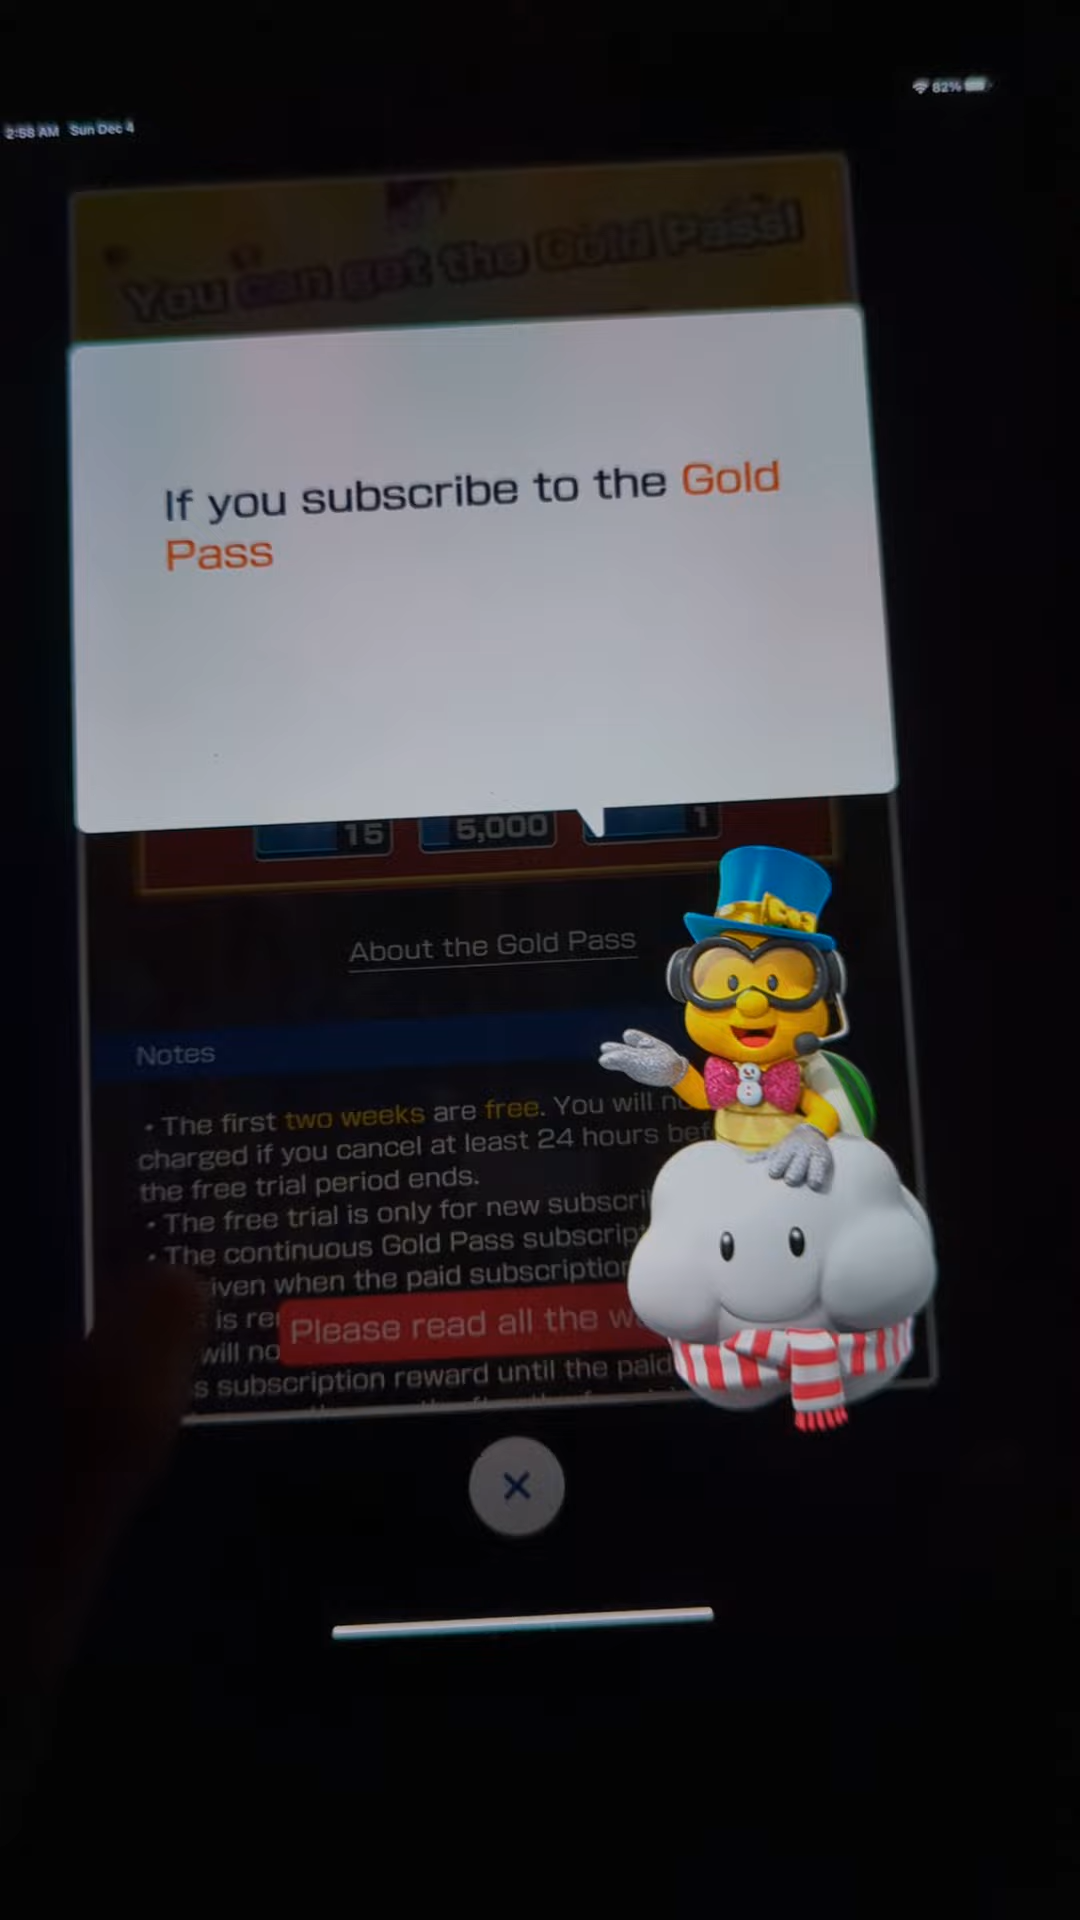 82%
2:58 AM Sun Dec 4
You can get the Gold Pass!
If you subscribe to the Gold
Pass
15 5,000 1
About the Gold Pass
Notes
• The first two weeks are free. You will
charged if you cancel at least 24 hours
the free trial period ends.
• The free trial is only for new
• The continuous Gold Pass
when the paid
is
Please read all the
will
subscription reward until the paid